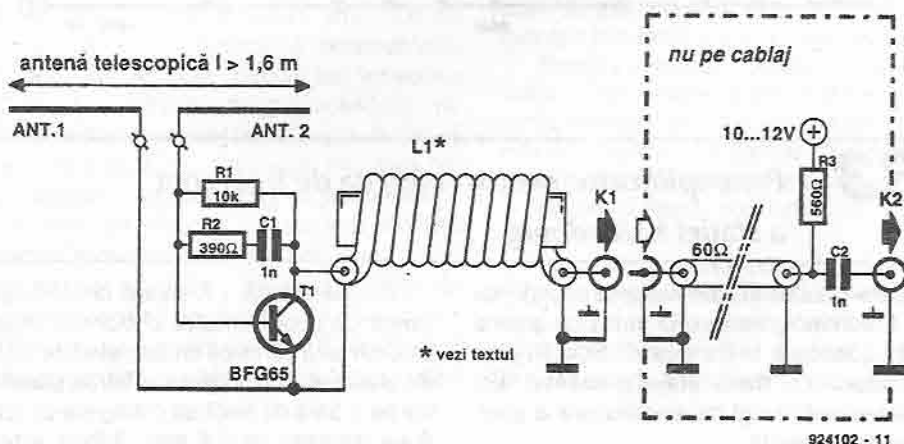 nu pe cablaj
antenă telescopică l > 1,6 m
ANT.1
ANT. 2
L1*
10...12V
R3
560Ω
R1
10k
K1
K2
R2
390Ω
C1
1n
60Ω
C2
1n
T1
BFG65
* vezi textul
924102 - 11